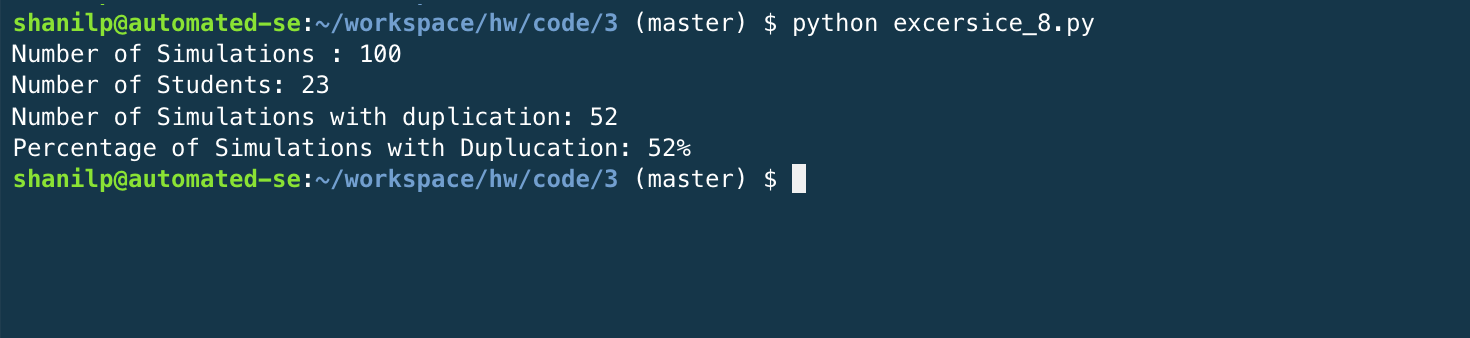 shanilp@automated-se:~/workspace/hw/code/3 (master) $ python excersice_8.py
Number of Simulations : 100
Number of Students: 23
Number of Simulations with duplication: 52
Percentage of Simulations with Duplucation: 52%
shanilp@automated-se:~/workspace/hw/code/3 (master) $